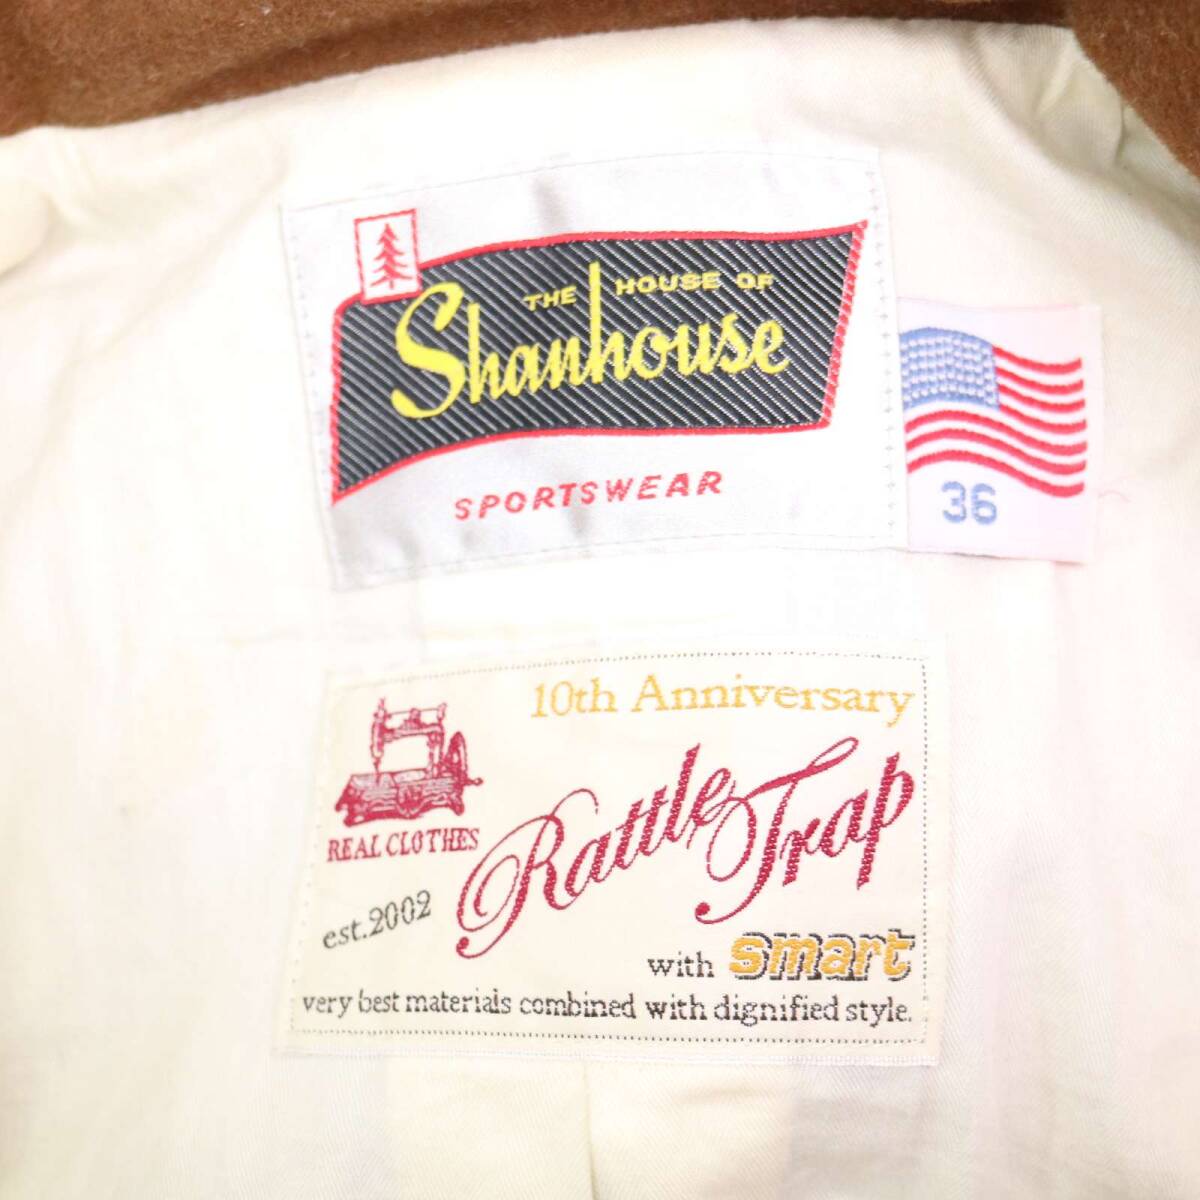 THE HOUSE OF
Shanhouse
SPORTSWEAR
36
10th Anniversary
Rattle Trap
REAL CLOTHES
est.2002
with smart
very best materials combined with dignified style.